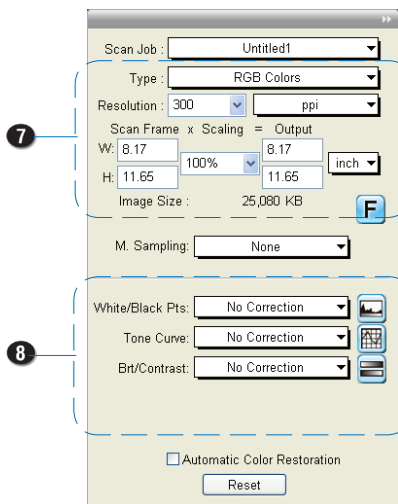 Scan Job : Untitled1
Type : RGB Colors
Resolution : 300 ppi
7
Scan Frame x Scaling = Output
W: 8.17 100% 8.17 inch
H: 11.65 11.65
Image Size : 25,080 KB
F
M. Sampling: None
White/Black Pts: No Correction
Tone Curve: No Correction
8
Brt/Contrast: No Correction
Automatic Color Restoration
Reset